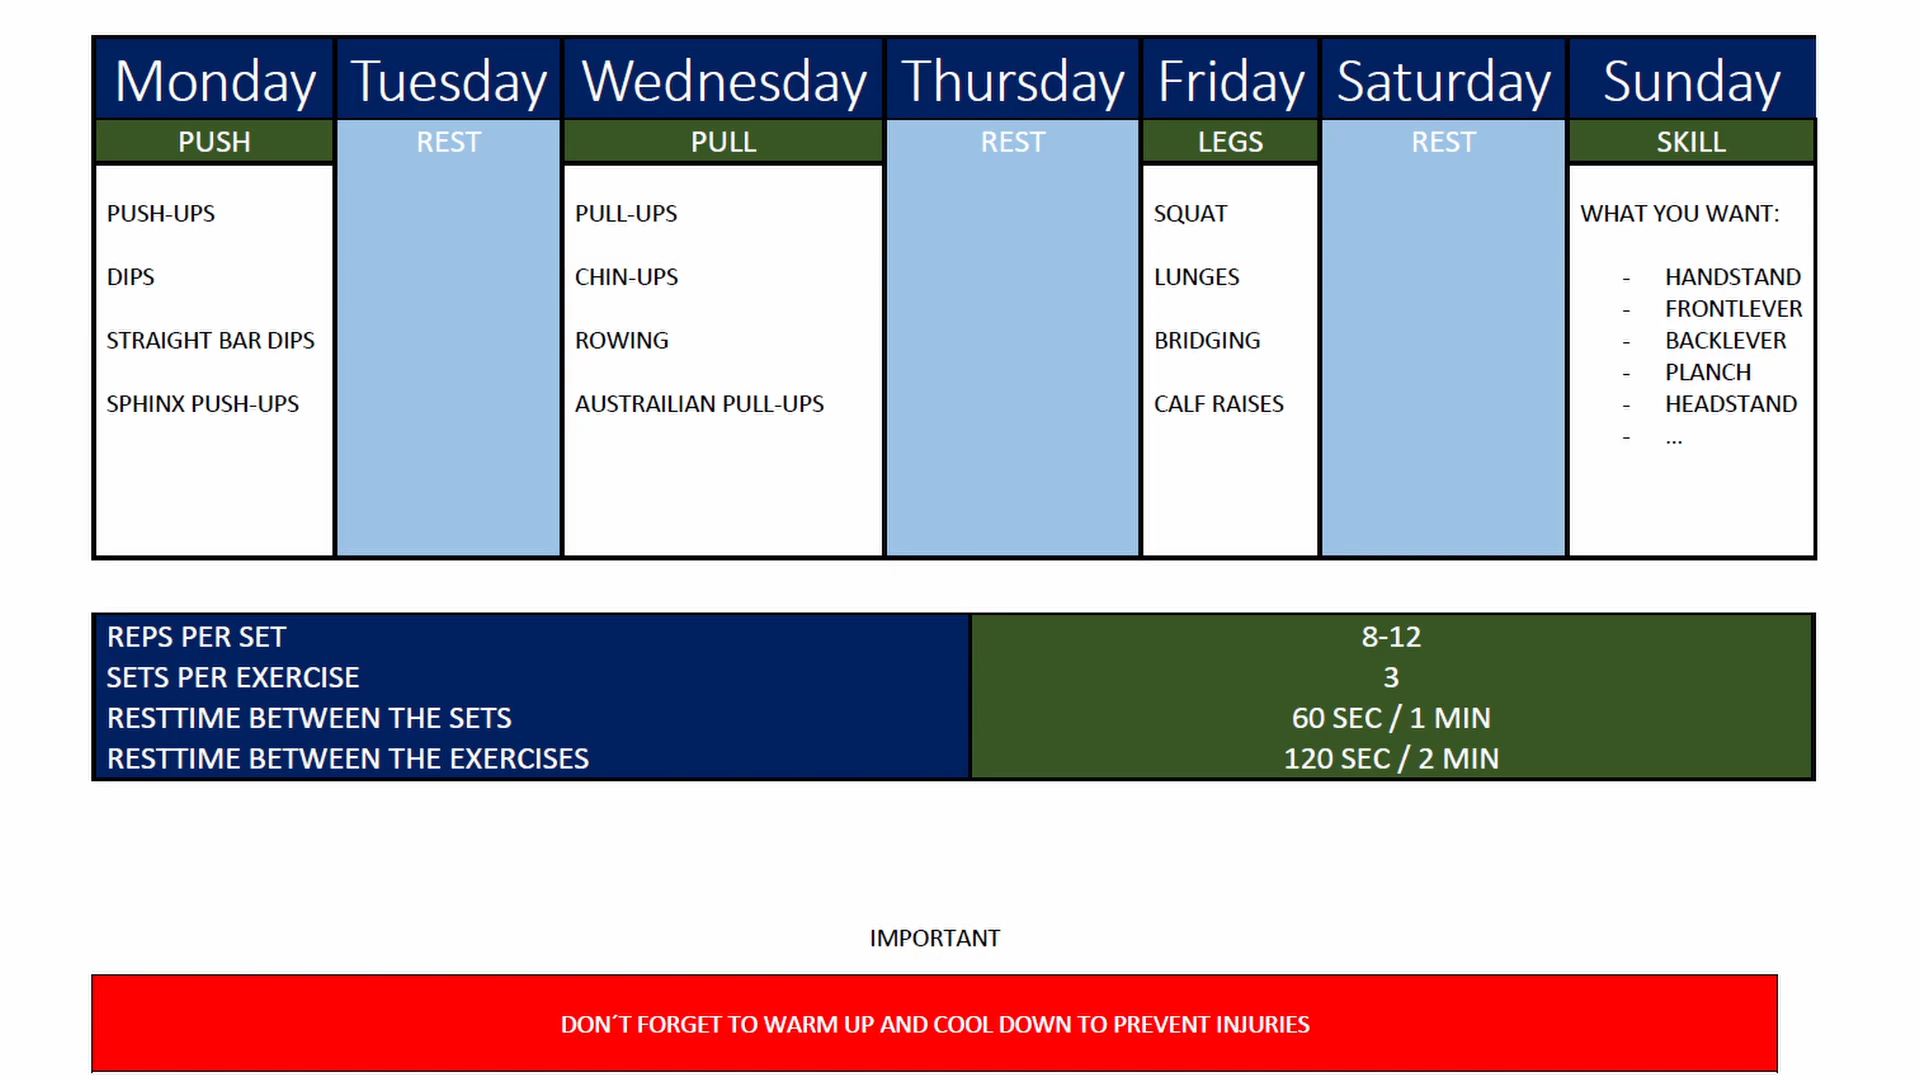 Monday Tuesday Wednesday Thursday Friday Saturday Sunday
PUSH REST PULL REST LEGS REST SKILL
PUSH-UPS PULL-UPS SQUAT WHAT YOU WANT:
DIPS CHIN-UPS LUNGES - HANDSTAND
- FRONTLEVER
STRAIGHT BAR DIPS ROWING BRIDGING - BACKLEVER
- PLANCH
SPHINX PUSH-UPS AUSTRAILIAN PULL-UPS CALF RAISES - HEADSTAND
- ...
REPS PER SET 8-12
SETS PER EXERCISE 3
RESTTIME BETWEEN THE SETS 60 SEC / 1 MIN
RESTTIME BETWEEN THE EXERCISES 120 SEC / 2 MIN
IMPORTANT
DON´T FORGET TO WARM UP AND COOL DOWN TO PREVENT INJURIES